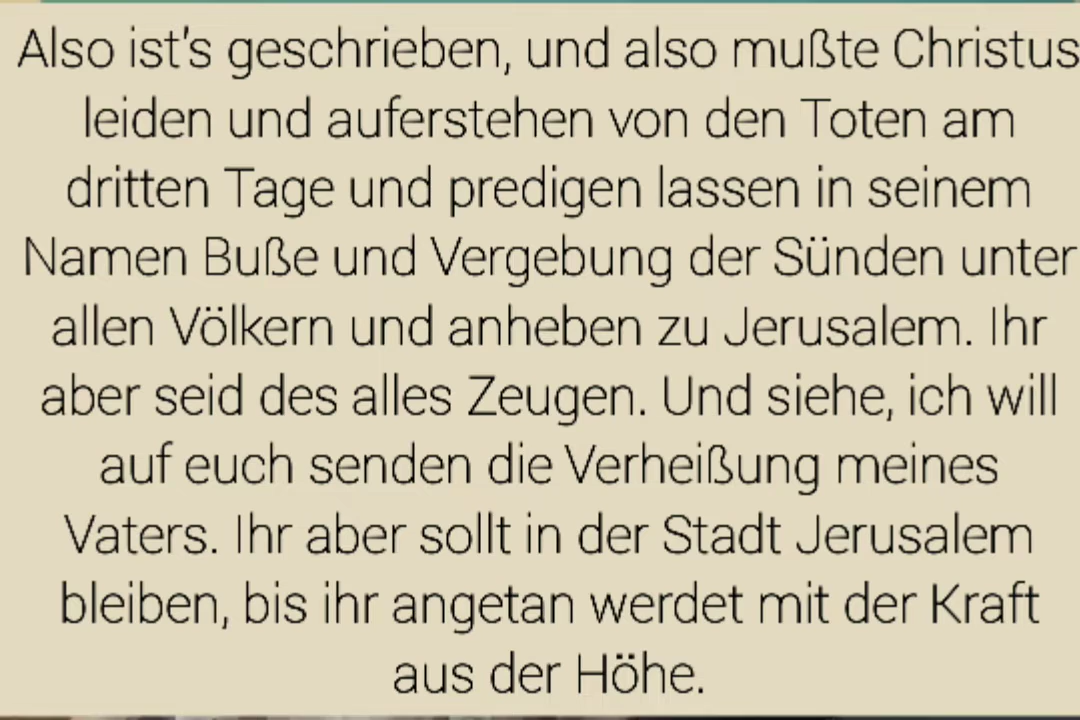 Also ist's geschrieben, und also mußte Christus
leiden und auferstehen von den Toten am
dritten Tage und predigen lassen in seinem
Namen Buße und Vergebung der Sünden unter
allen Völkern und anheben zu Jerusalem. Ihr
aber seid des alles Zeugen. Und siehe, ich will
auf euch senden die Verheißung meines
Vaters. Ihr aber sollt in der Stadt Jerusalem
bleiben, bis ihr angetan werdet mit der Kraft
aus der Höhe.